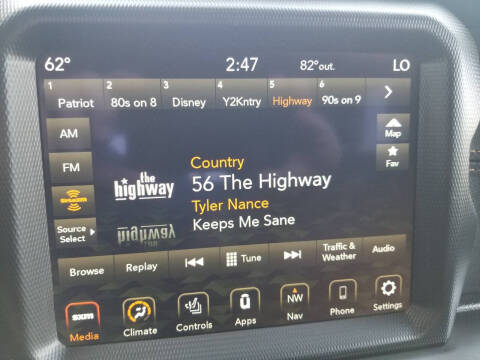 62° 2:47 82° out. LO
1 2 3 4 5 6
Patriot 80s on 8 Disney Y2Kntry Highway 90s on 9 >
AM
Map
FM
Fav
Country
the highway
56 The Highway
Tyler Nance
Keeps Me Sane
SiriusXM
Source
Select
Browse Replay Tune Traffic &
Weather Audio
sxm NW
Media Climate Controls Apps Nav Phone Settings